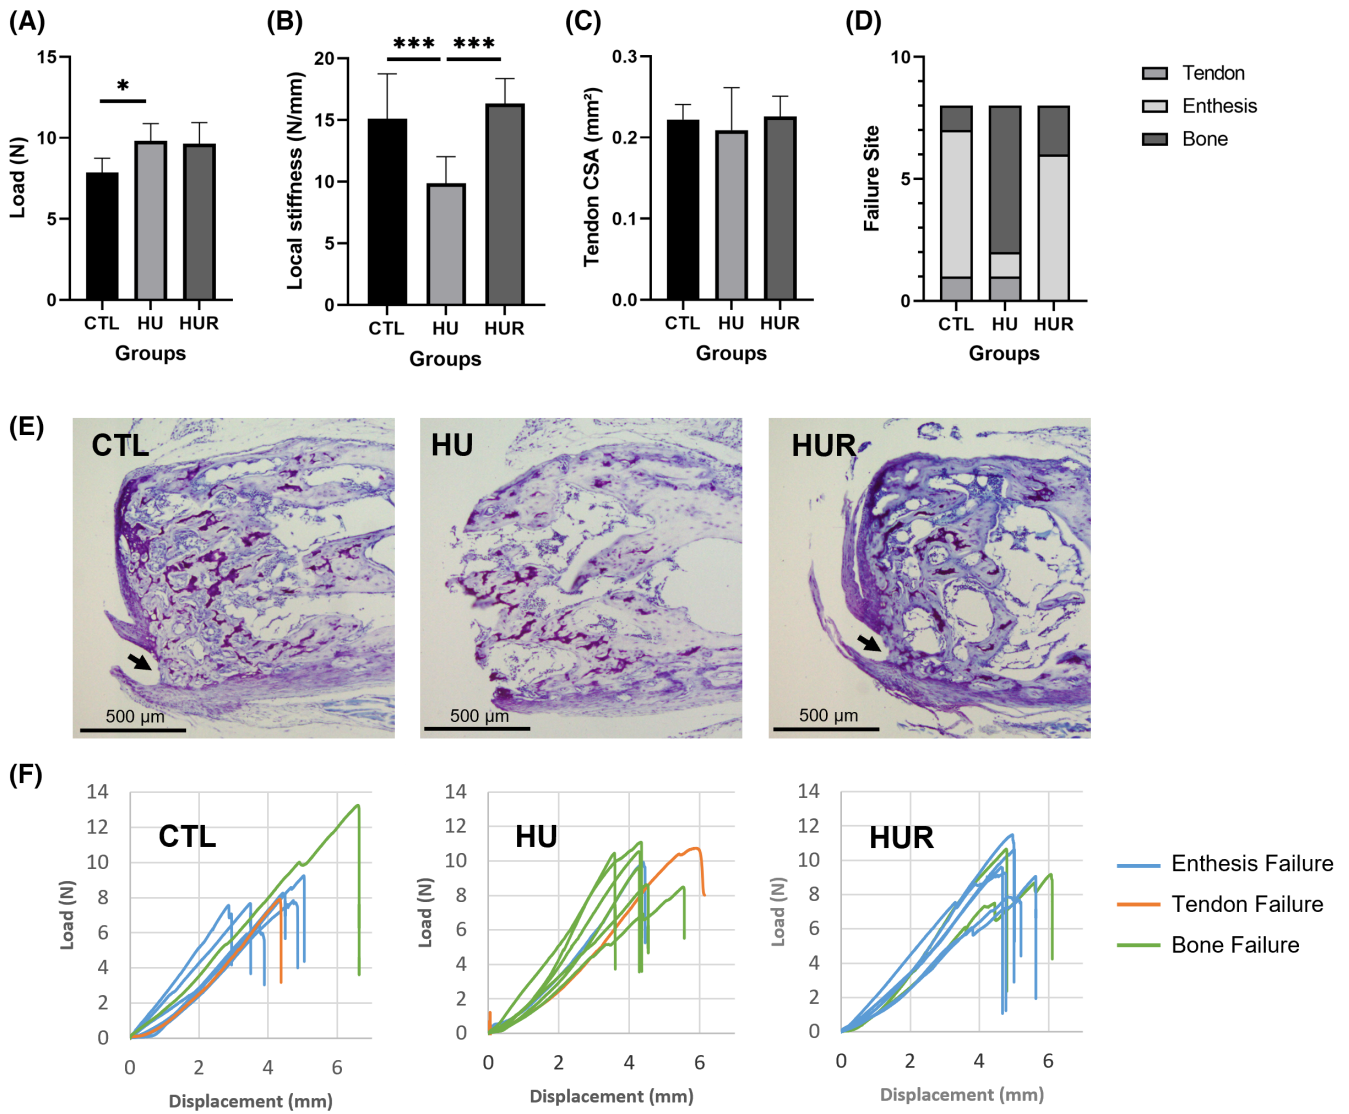 (A)
(B)
(C)
(D)
Load (N)
15
10
5
0
*
CTL HU HUR
Groups
Local stiffness (N/mm)
20
15
10
5
0
*** ***
CTL HU HUR
Groups
Tendon CSA (mm²)
0.3
0.2
0.1
0.0
CTL HU HUR
Groups
Failure Site
10
5
0
CTL HU HUR
Groups
Tendon
Enthesis
Bone
(E)
CTL
500 µm
HU
500 µm
HUR
500 µm
(F)
Load (N)
14
12
10
8
6
4
2
0
CTL
0 2 4 6
Displacement (mm)
Load (N)
14
12
10
8
6
4
2
0
HU
0 2 4 6
Displacement (mm)
Load (N)
14
12
10
8
6
4
2
0
HUR
0 2 4 6
Displacement (mm)
Enthesis Failure
Tendon Failure
Bone Failure